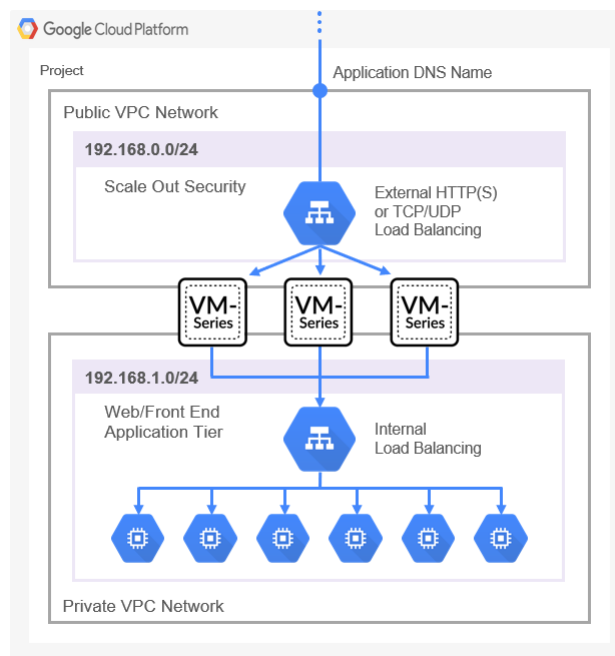 Google Cloud Platform
Project
Application DNS Name
Public VPC Network
192.168.0.0/24
Scale Out Security
External HTTP(S)
or TCP/UDP
Load Balancing
VM-
Series
VM-
Series
VM-
Series
192.168.1.0/24
Web/Front End
Application Tier
Internal
Load Balancing
Private VPC Network